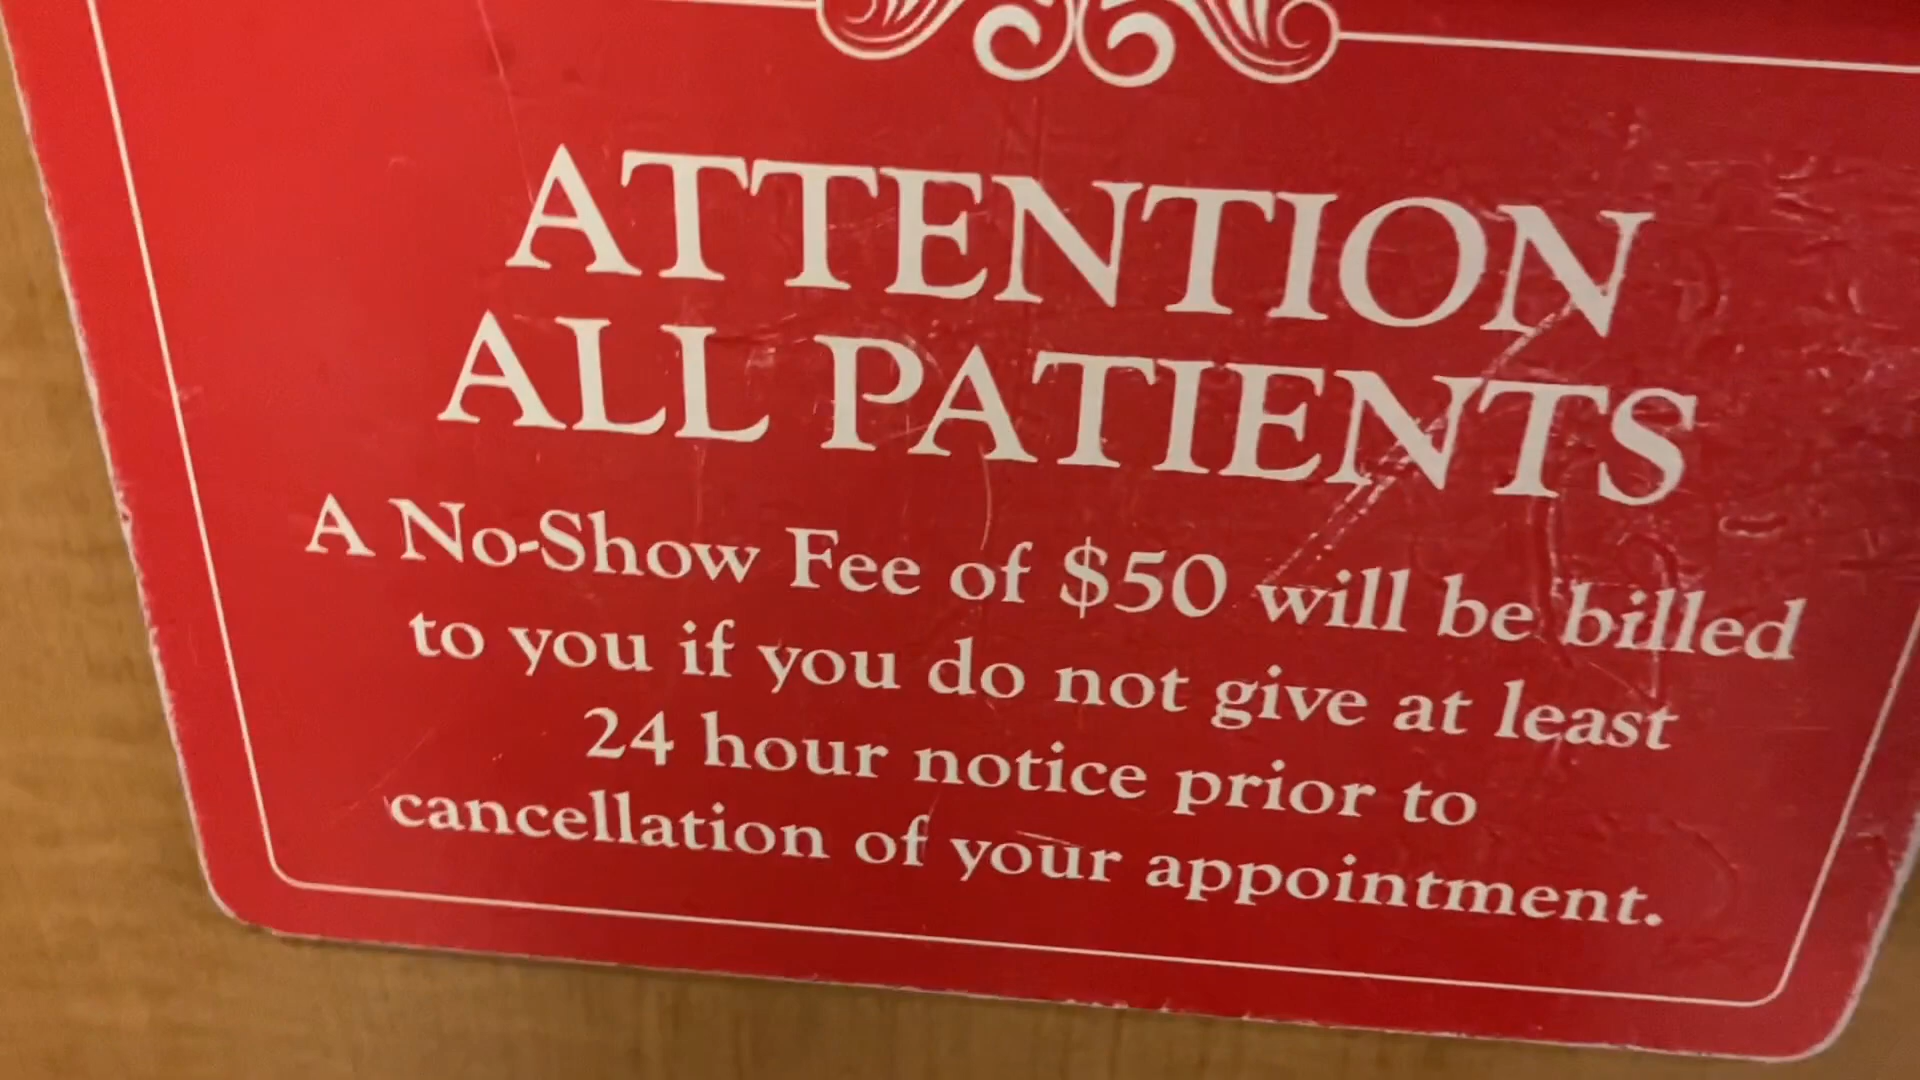 ATTENTION
ALL PATIENTS
A No-Show Fee of $50 will be billed
to you if you do not give at least
24 hour notice prior to
cancellation of your appointment.